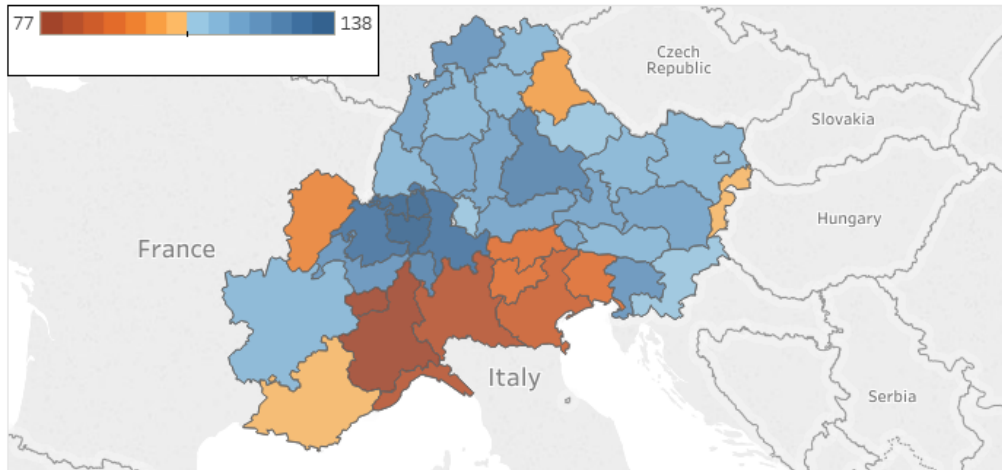 77
138
Czech
Republic
Slovakia
France
Hungary
Italy
Serbia